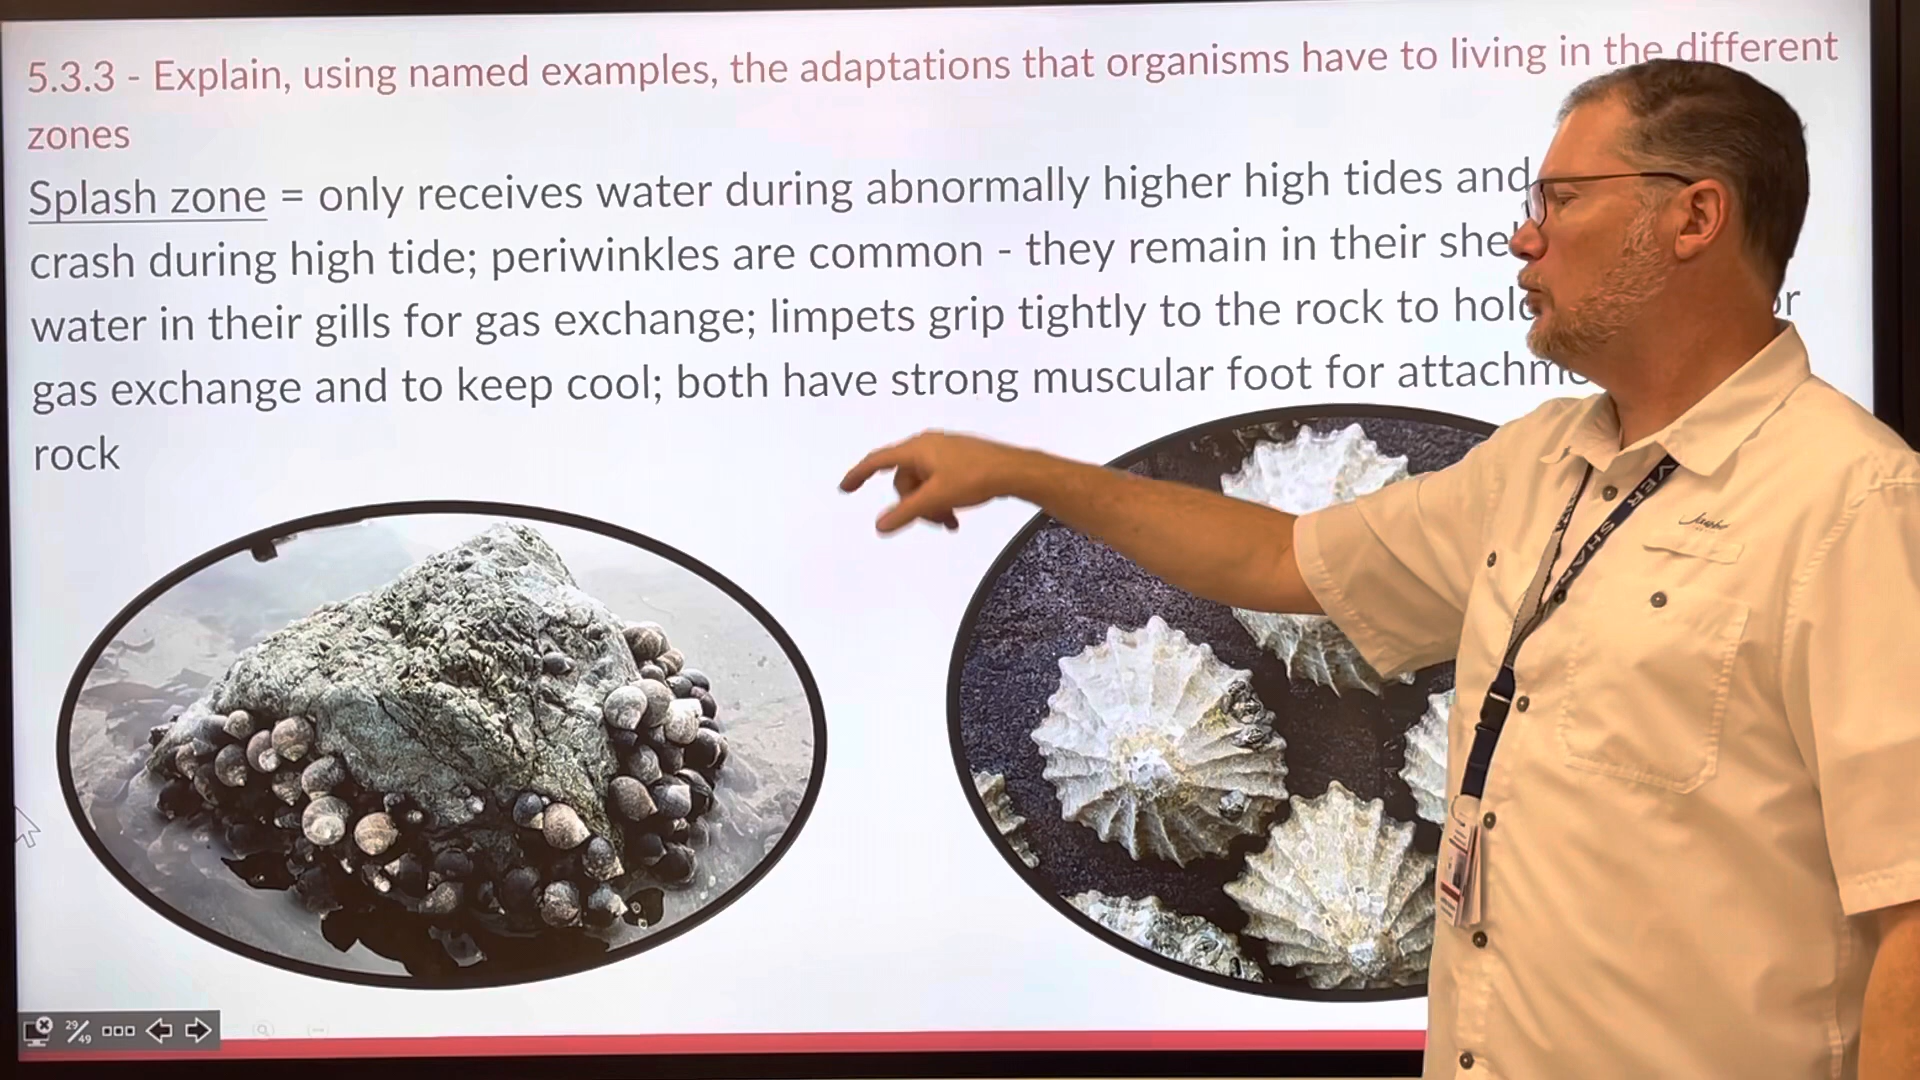 5.3.3 - Explain, using named examples, the adaptations that organisms have to living in the different
zones
Splash zone = only receives water during abnormally higher high tides and
crash during high tide; periwinkles are common - they remain in their
water in their gills for gas exchange; limpets grip tightly to the rock to
gas exchange and to keep cool; both have strong muscular foot for
rock
29/49